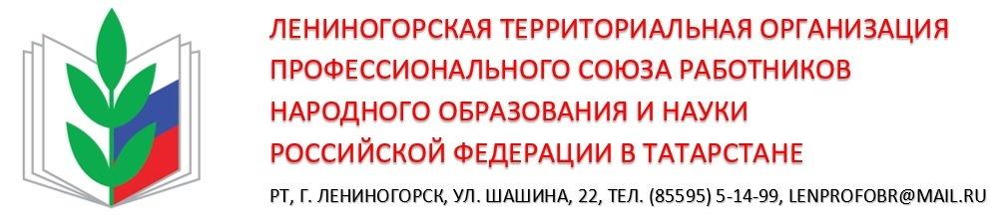 ЛЕНИНОГОРСКАЯ ТЕРРИТОРИАЛЬНАЯ ОРГАНИЗАЦИЯ
ПРОФЕССИОНАЛЬНОГО СОЮЗА РАБОТНИКОВ
НАРОДНОГО ОБРАЗОВАНИЯ И НАУКИ
РОССИЙСКОЙ ФЕДЕРАЦИИ В ТАТАРСТАНЕ
РТ, Г. ЛЕНИНОГОРСК, УЛ. ШАШИНА, 22, ТЕЛ. (85595) 5-14-99, LENPROFOBR@MAIL.RU